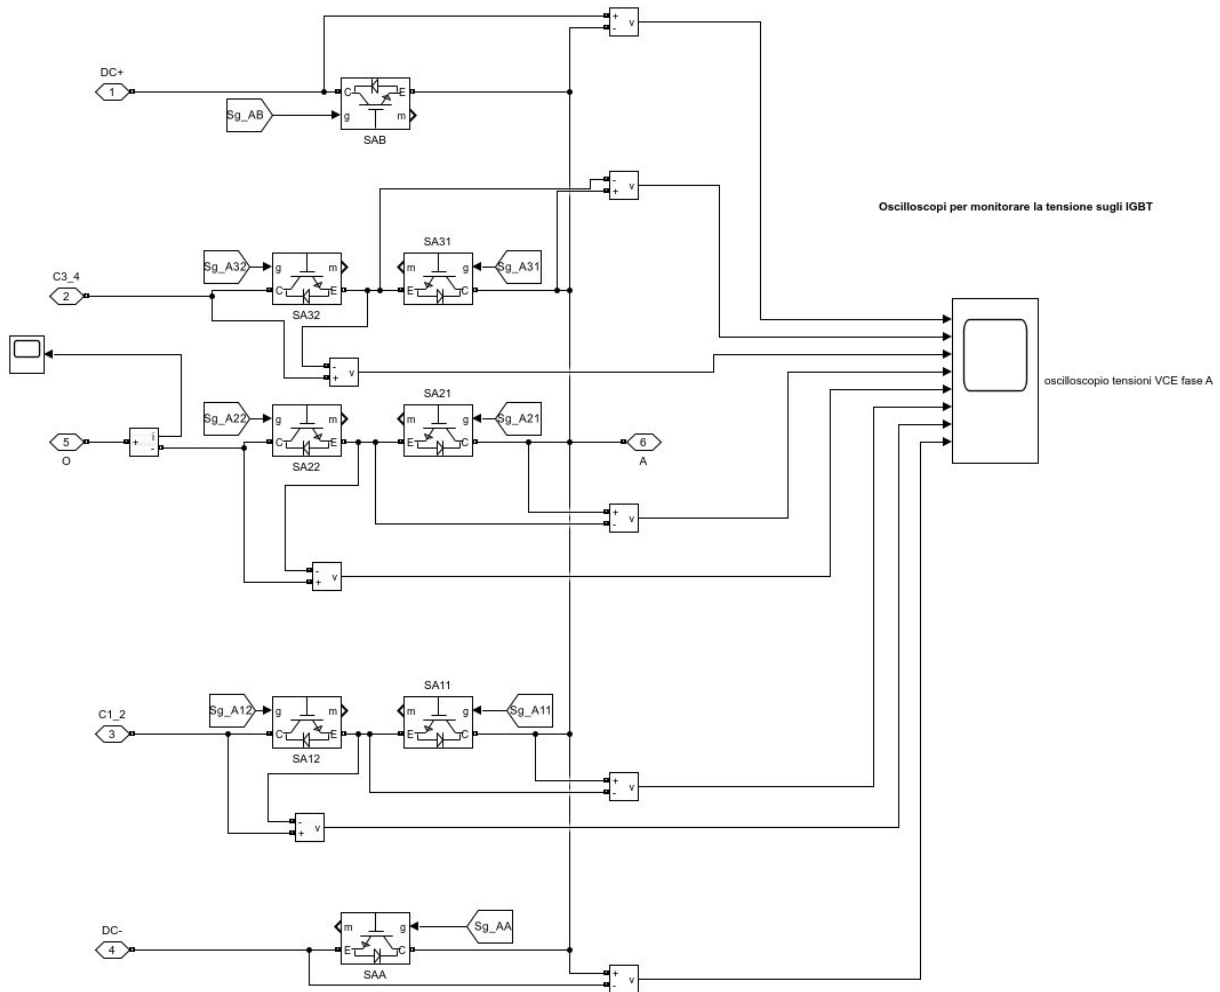 +
v
-
DC+
1
C
E
Sg_AB
g
m
SAB
-
v
+
Oscilloscopi per monitorare la tensione sugli IGBT
SA31
Sg_A32
g
m
m
g
Sg_A31
C3_4
2
C
E
E
C
SA32
-
v
+
oscilloscopio tensioni VCE fase A
SA21
Sg_A22
g
m
m
g
Sg_A21
5
+
i
-
C
E
E
C
6
O
SA22
A
+
v
-
-
v
+
SA11
Sg_A12
g
m
m
g
Sg_A11
C1_2
3
C
E
E
C
SA12
+
v
-
-
v
+
DC-
4
m
g
Sg_AA
E
C
SAA
+
v
-